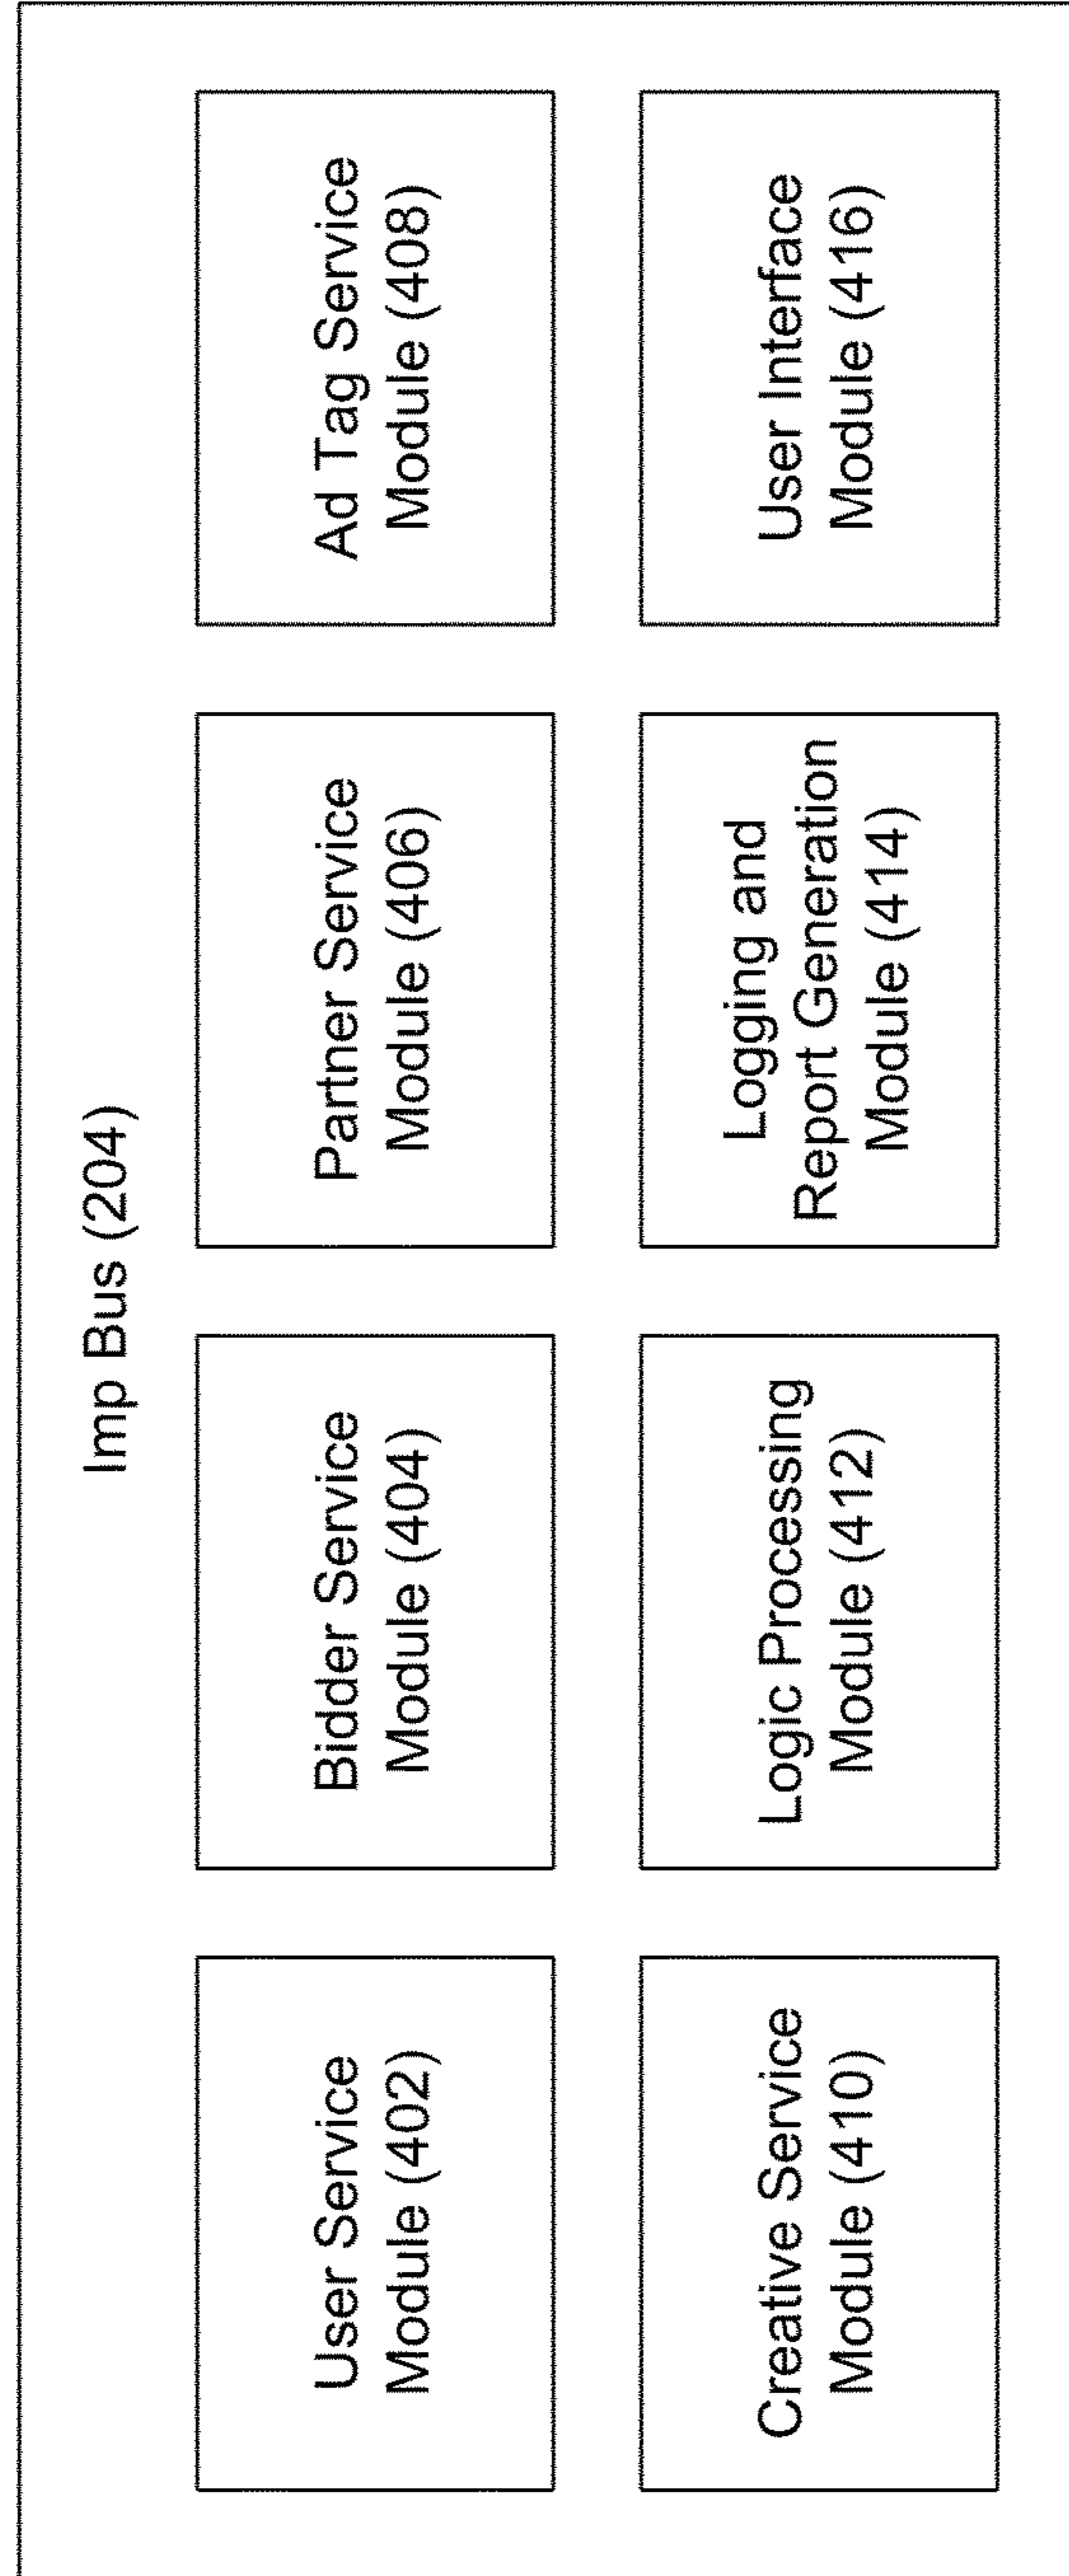 Imp Bus (204)
User Service
Module (402)
Bidder Service
Module (404)
Partner Service
Module (406)
Ad Tag Service
Module (408)
Creative Service
Module (410)
Logic Processing
Module (412)
Logging and
Report Generation
Module (414)
User Interface
Module (416)